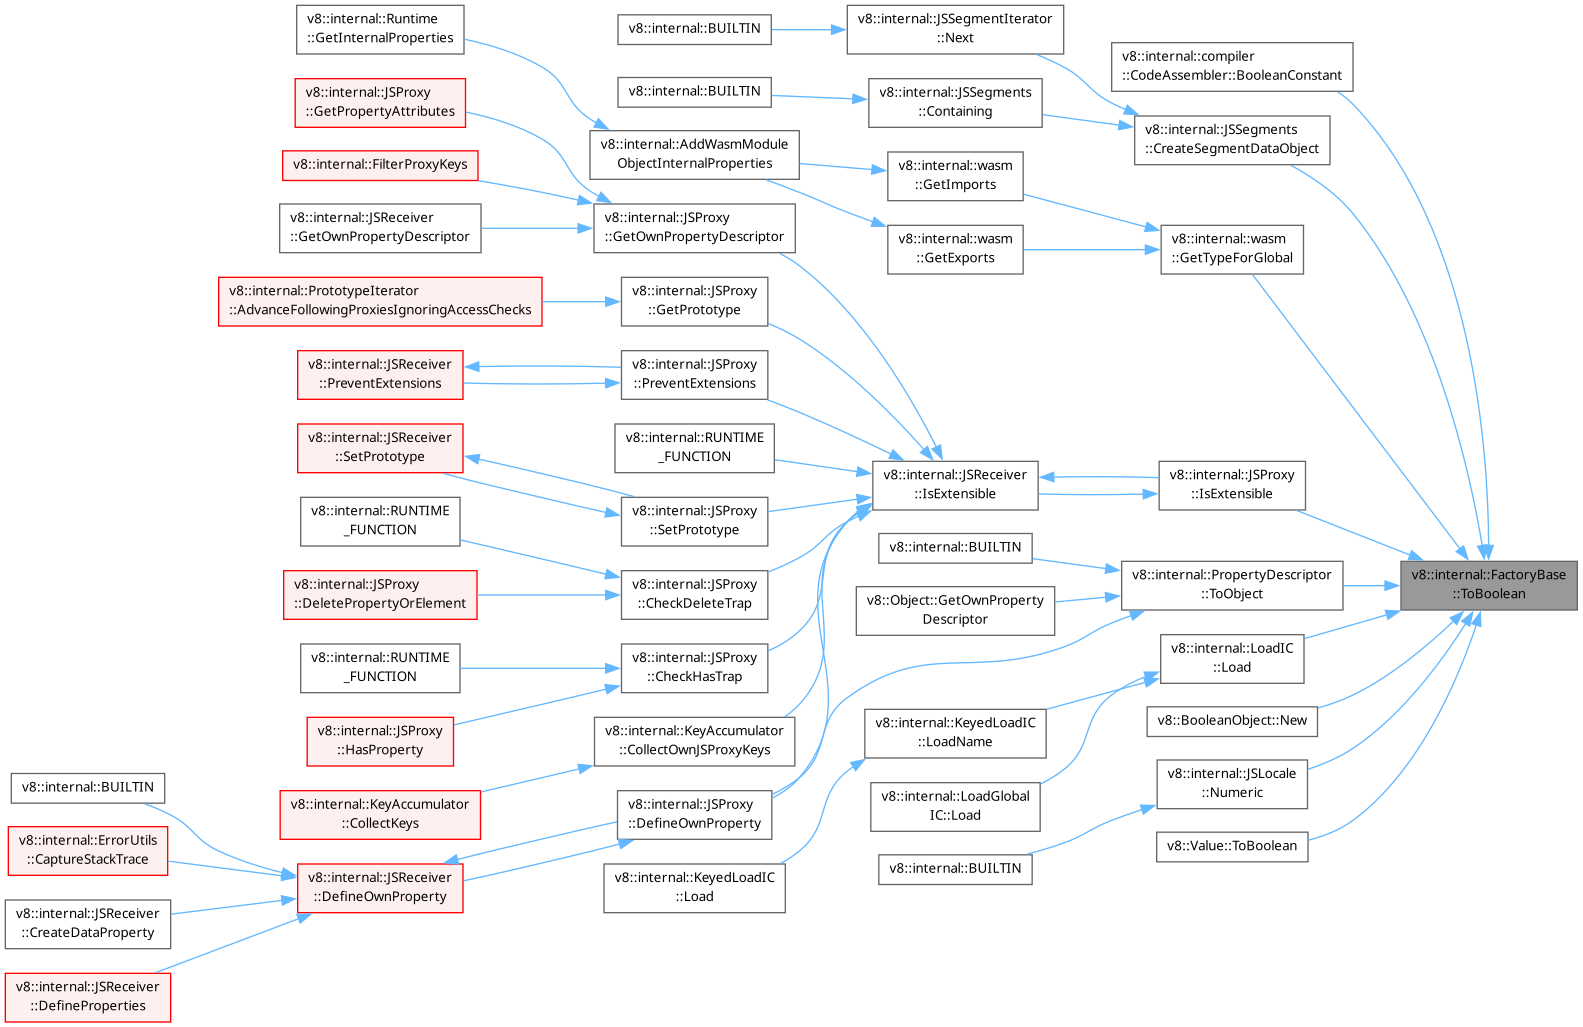 v8::internal::Runtime
::GetInternalProperties
v8::internal::JSProxy
::GetPropertyAttributes
v8::internal::FilterProxyKeys
v8::internal::JSReceiver
::GetOwnPropertyDescriptor
v8::internal::PrototypeIterator
::AdvanceFollowingProxiesIgnoringAccessChecks
v8::internal::JSReceiver
::PreventExtensions
v8::internal::JSReceiver
::SetPrototype
v8::internal::RUNTIME
_FUNCTION
v8::internal::JSProxy
::DeletePropertyOrElement
v8::internal::RUNTIME
_FUNCTION
v8::internal::JSProxy
::HasProperty
v8::internal::KeyAccumulator
::CollectKeys
v8::internal::JSReceiver
::DefineOwnProperty
v8::internal::BUILTIN
v8::internal::ErrorUtils
::CaptureStackTrace
v8::internal::JSReceiver
::CreateDataProperty
v8::internal::JSReceiver
::DefineProperties
v8::internal::BUILTIN
v8::internal::BUILTIN
v8::internal::AddWasmModule
ObjectInternalProperties
v8::internal::JSProxy
::GetOwnPropertyDescriptor
v8::internal::JSProxy
::GetPrototype
v8::internal::JSProxy
::PreventExtensions
v8::internal::RUNTIME
_FUNCTION
v8::internal::JSProxy
::SetPrototype
v8::internal::JSProxy
::CheckDeleteTrap
v8::internal::JSProxy
::CheckHasTrap
v8::internal::KeyAccumulator
::CollectOwnJSProxyKeys
v8::internal::JSProxy
::DefineOwnProperty
v8::internal::KeyedLoadIC
::Load
v8::internal::JSSegmentIterator
::Next
v8::internal::JSSegments
::Containing
v8::internal::wasm
::GetImports
v8::internal::wasm
::GetExports
v8::internal::JSReceiver
::IsExtensible
v8::internal::BUILTIN
v8::Object::GetOwnProperty
Descriptor
v8::internal::KeyedLoadIC
::LoadName
v8::internal::LoadGlobal
IC::Load
v8::internal::BUILTIN
v8::internal::compiler
::CodeAssembler::BooleanConstant
v8::internal::JSSegments
::CreateSegmentDataObject
v8::internal::wasm
::GetTypeForGlobal
v8::internal::JSProxy
::IsExtensible
v8::internal::PropertyDescriptor
::ToObject
v8::internal::LoadIC
::Load
v8::BooleanObject::New
v8::internal::JSLocale
::Numeric
v8::Value::ToBoolean
v8::internal::FactoryBase
::ToBoolean